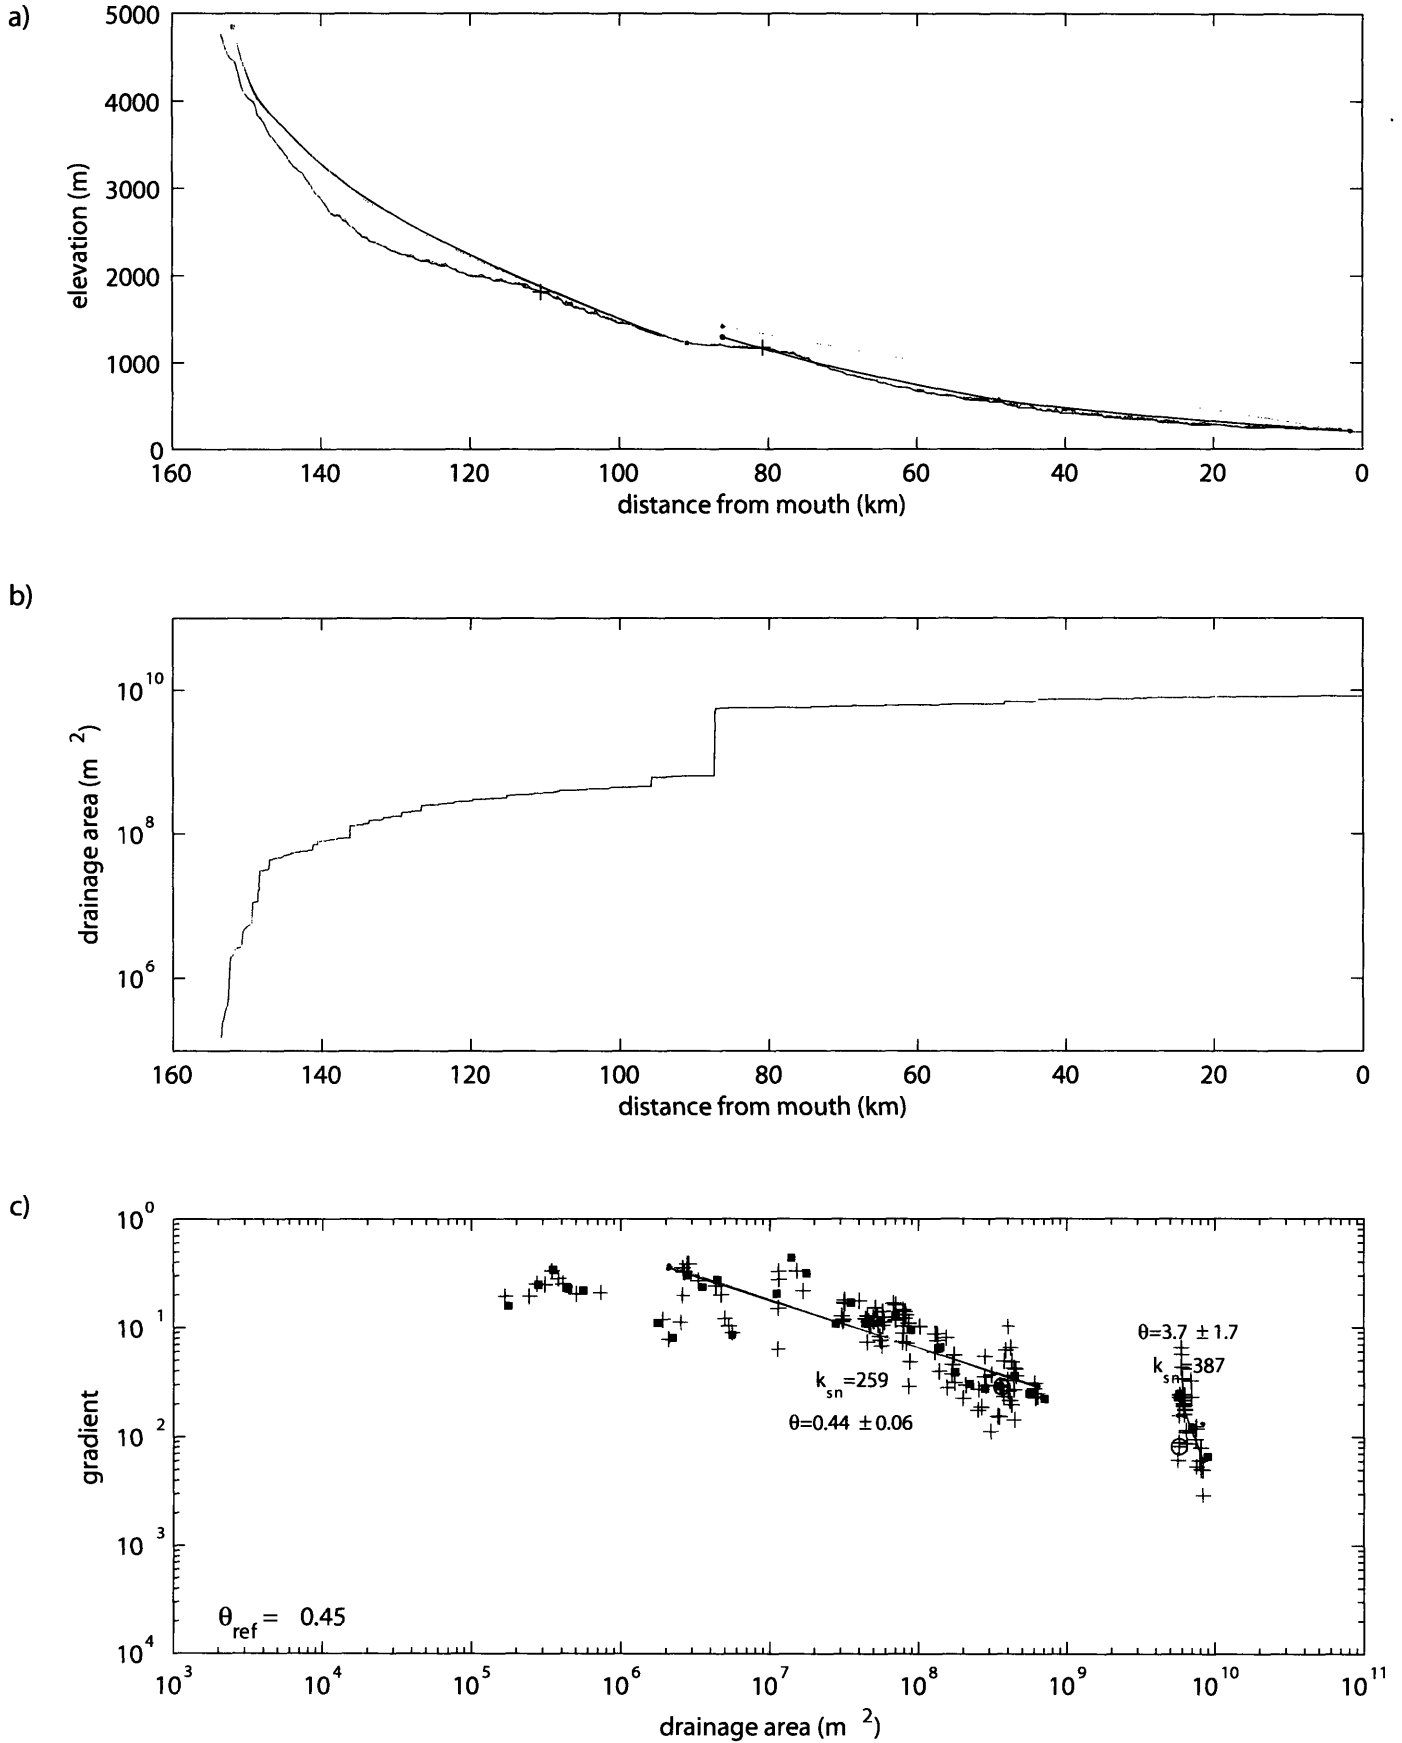 a)
5000
4000
3000
2000
1000
0
elevation (m)
160 140 120 100 80 60 40 20 0
distance from mouth (km)
b)
10 10
10 8
10 6
drainage area (m 2)
160 140 120 100 80 60 40 20 0
distance from mouth (km)
c)
10 0
10 1
10 2
10 3
10 4
gradient
θ=3.7 ±1.7
k sn =387
k sn =259
θ=0.44 ±0.06
θ ref = 0.45
10 3 10 4 10 5 10 6 10 7 10 8 10 9 10 10 10 11
drainage area (m 2)